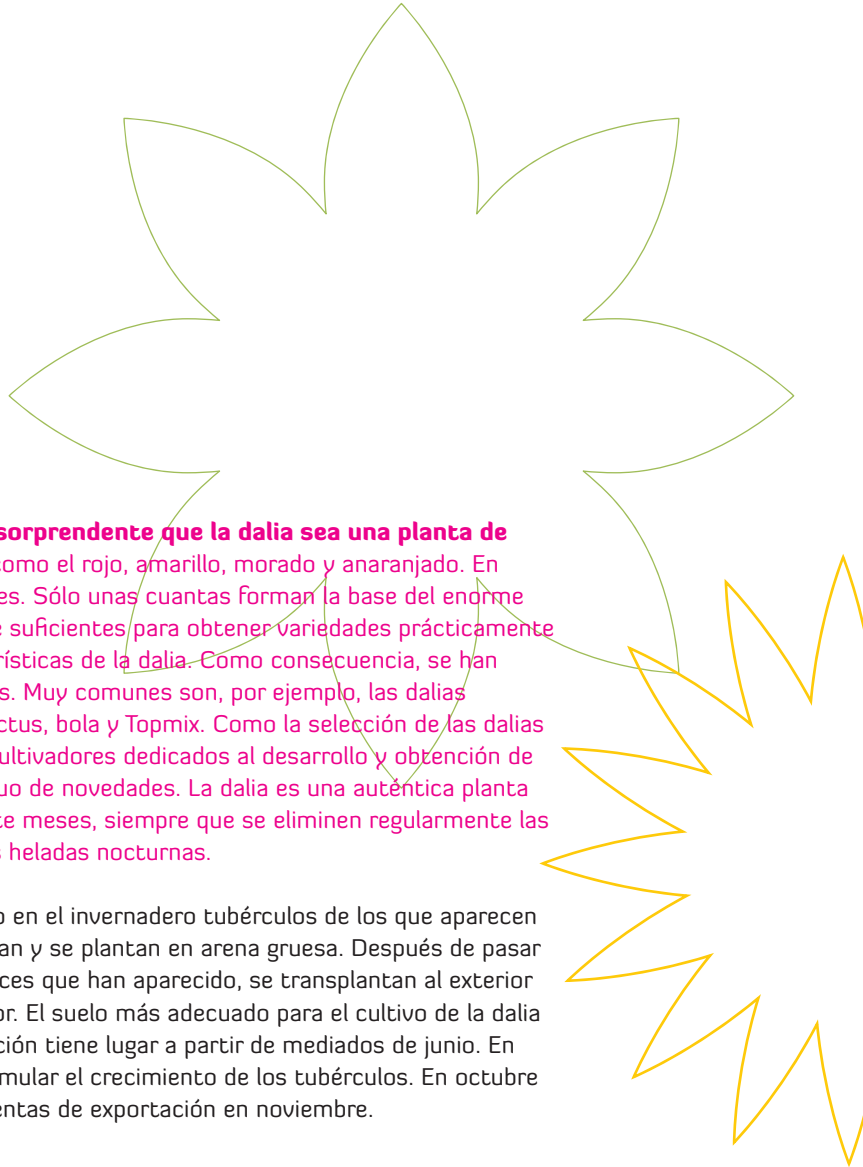 sorprendente que la dalia sea una planta de
como el rojo, amarillo, morado y anaranjado. En
es. Sólo unas cuantas forman la base del enorme
e suficientes para obtener variedades prácticamente
rísticas de la dalia. Como consecuencia, se han
s. Muy comunes son, por ejemplo, las dalias
ctus, bola y Topmix. Como la selección de las dalias
ultivadores dedicados al desarrollo y obtención de
uo de novedades. La dalia es una auténtica planta
te meses, siempre que se eliminen regularmente las
s heladas nocturnas.
o en el invernadero tubérculos de los que aparecen
an y se plantan en arena gruesa. Después de pasar
ces que han aparecido, se transplantan al exterior
or. El suelo más adecuado para el cultivo de la dalia
ción tiene lugar a partir de mediados de junio. En
mular el crecimiento de los tubérculos. En octubre
entas de exportación en noviembre.